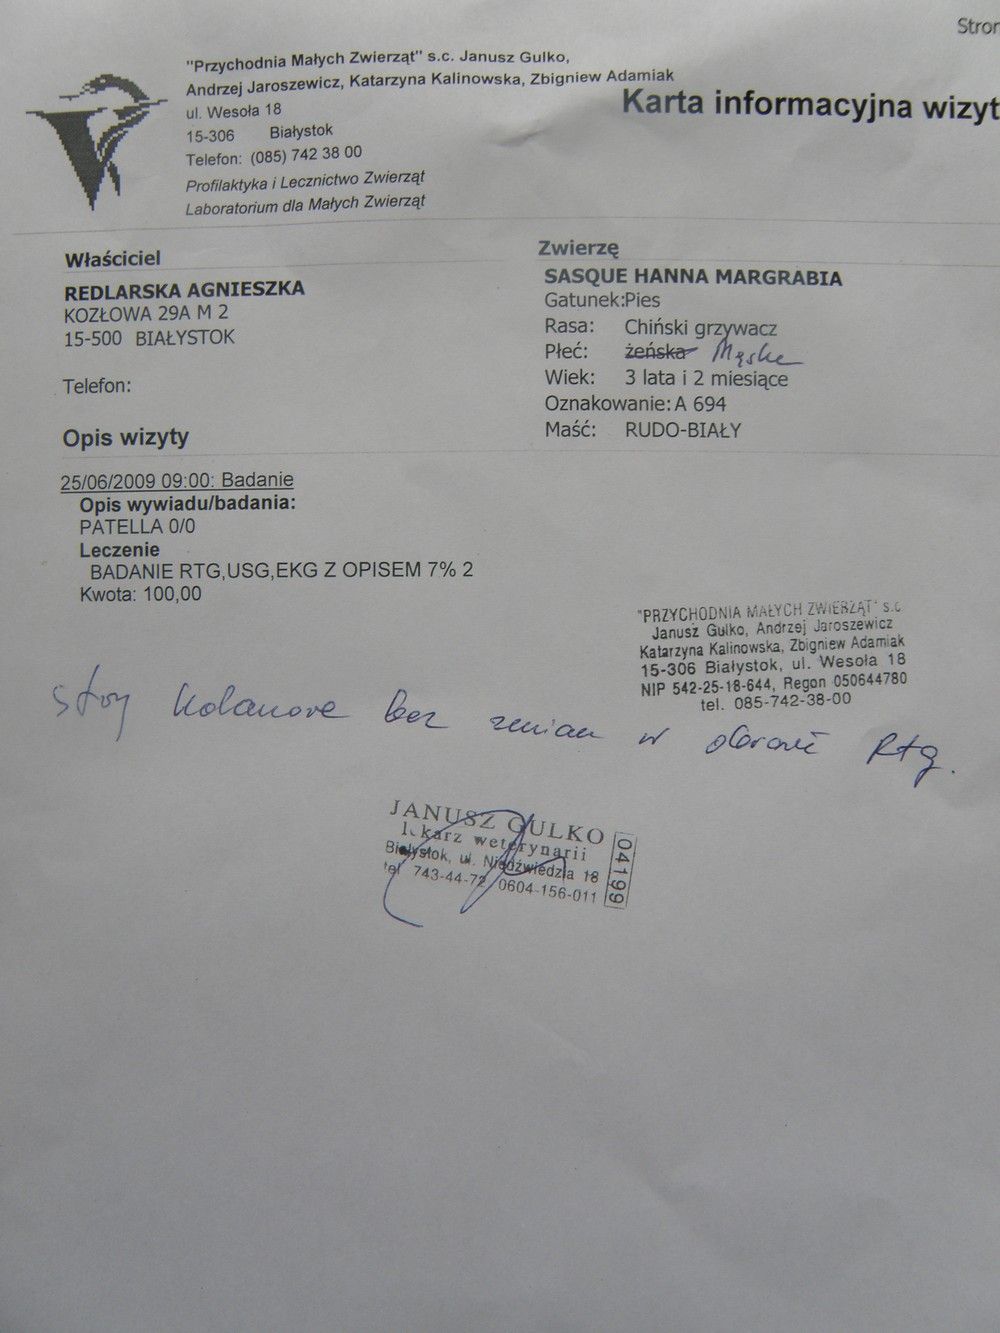 Stron
"Przychodnia Małych Zwierząt" s.c. Janusz Gulko,
Andrzej Jaroszewicz, Katarzyna Kalinowska, Zbigniew Adamiak
ul. Wesoła 18
15-306 Białystok
Telefon: (085) 742 38 00
Profilaktyka i Lecznictwo Zwierząt
Laboratorium dla Małych Zwierząt
Karta informacyjna wizyt
Właściciel
REDLARSKA AGNIESZKA
KOZŁOWA 29A M 2
15-500 BIAŁYSTOK
Telefon:
Zwierzę
SASQUE HANNA MARGRABIA
Gatunek:Pies
Rasa: Chiński grzywacz
Płeć: żeńska Męska
Wiek: 3 lata i 2 miesiące
Oznakowanie: A 694
Maść: RUDO-BIAŁY
Opis wizyty
25/06/2009 09:00: Badanie
Opis wywiadu/badania:
PATELLA 0/0
Leczenie
BADANIE RTG,USG,EKG Z OPISEM 7% 2
Kwota: 100,00
"PRZYCHODNIA MAŁYCH ZWIERZĄT" s.c
Janusz Gulko, Andrzej Jaroszewicz
Katarzyna Kalinowska, Zbigniew Adamiak
15-306 Białystok, ul. Wesoła 18
NIP 542-25-18-644, Regon 050644780
tel. 085-742-38-00
stawy kolanowe bez zmian w obrazie Rtg.
JANUSZ GULKO
lekarz weterynarii
Białystok, ul. Niedźwiedzia 18
tel 743-44-72, 0604-156-011
04199